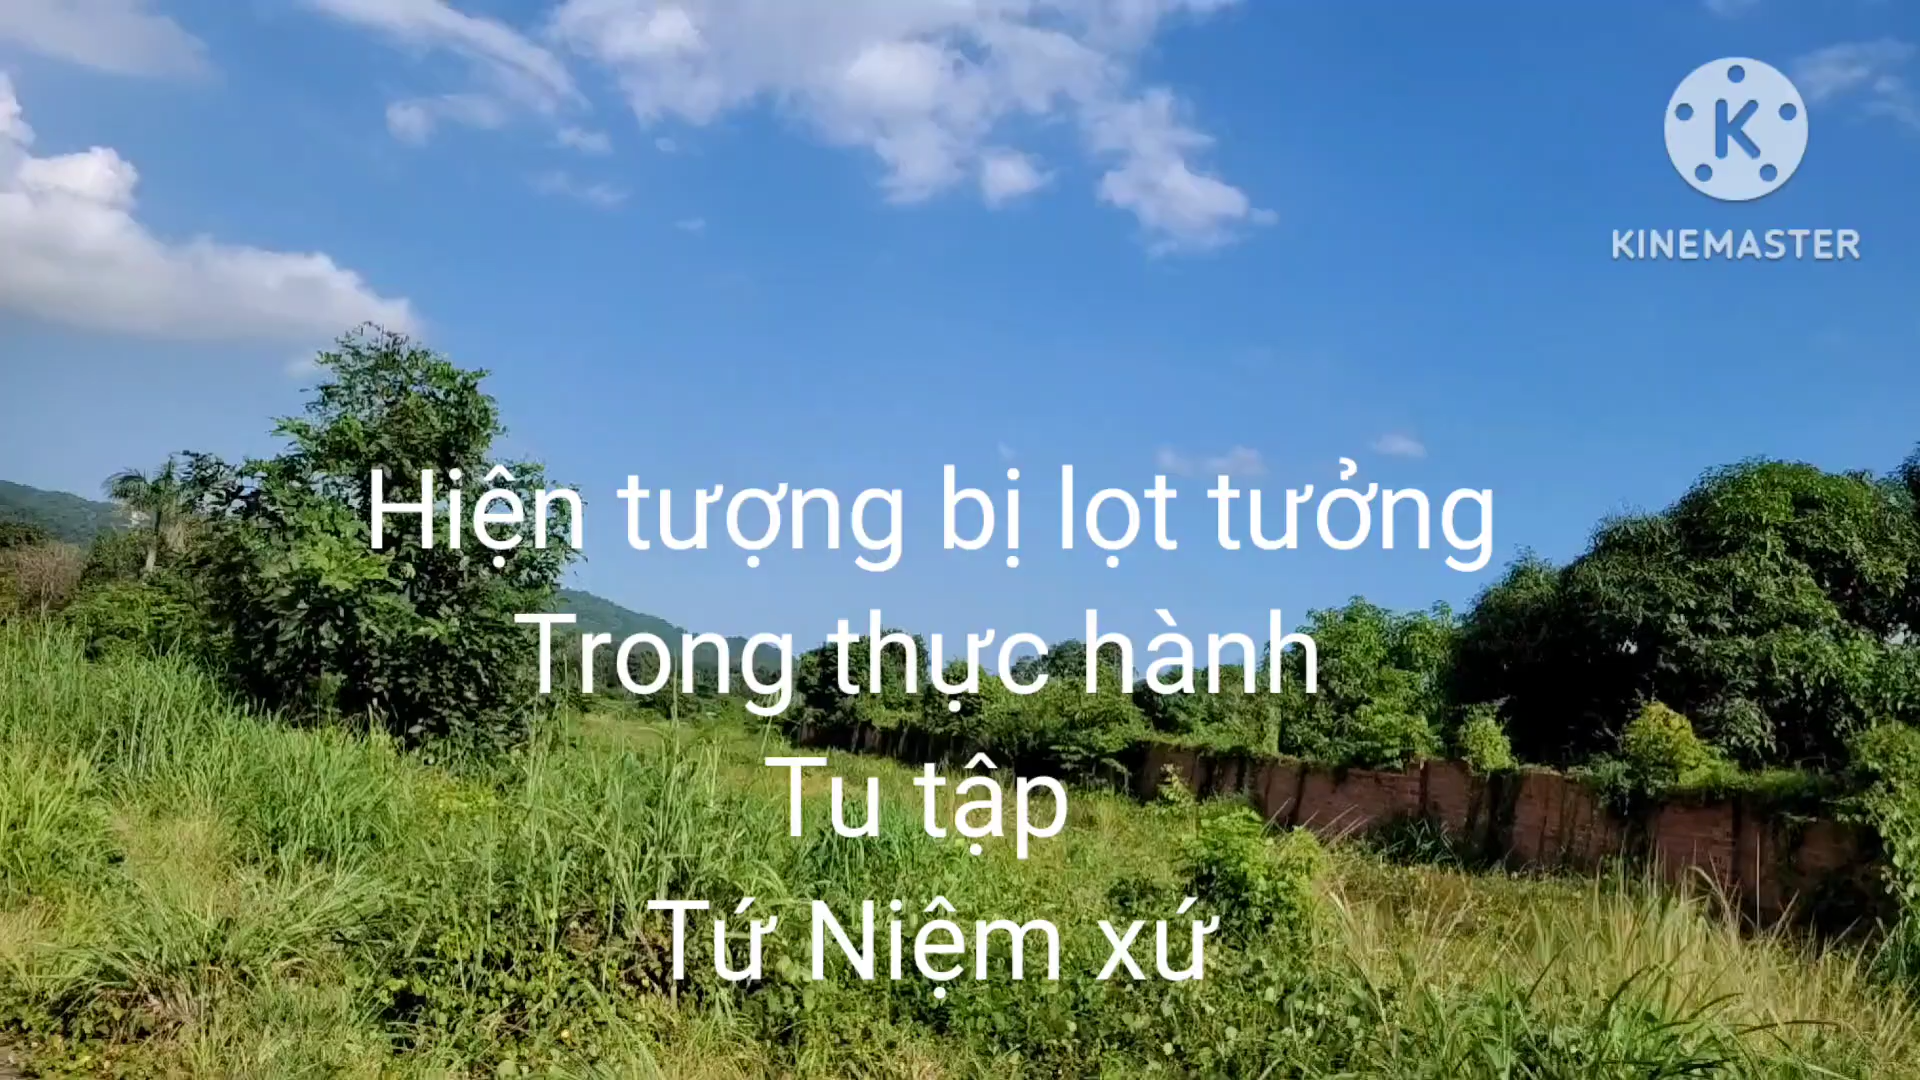 K
KINEMASTER
Hiện tượng bị lọt tưởng
Trong thực hành
Tu tập
Tứ Niệm xứ